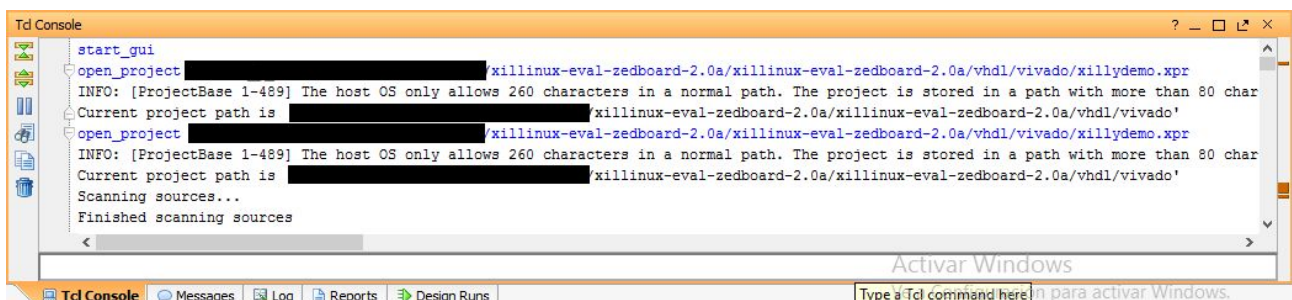 Tcl Console
start_gui
open_project /xillinux-eval-zedboard-2.0a/xillinux-eval-zedboard-2.0a/vhdl/vivado/xillydemo.xpr
INFO: [ProjectBase 1-489] The host OS only allows 260 characters in a normal path. The project is stored in a path with more than 80 char
Current project path is /xillinux-eval-zedboard-2.0a/xillinux-eval-zedboard-2.0a/vhdl/vivado'
open_project /xillinux-eval-zedboard-2.0a/xillinux-eval-zedboard-2.0a/vhdl/vivado/xillydemo.xpr
INFO: [ProjectBase 1-489] The host OS only allows 260 characters in a normal path. The project is stored in a path with more than 80 char
Current project path is /xillinux-eval-zedboard-2.0a/xillinux-eval-zedboard-2.0a/vhdl/vivado'
Scanning sources...
Finished scanning sources
Activar Windows
Tcl Console Messages Log Reports Design Runs
Type a Tcl command here
para activar Windows.